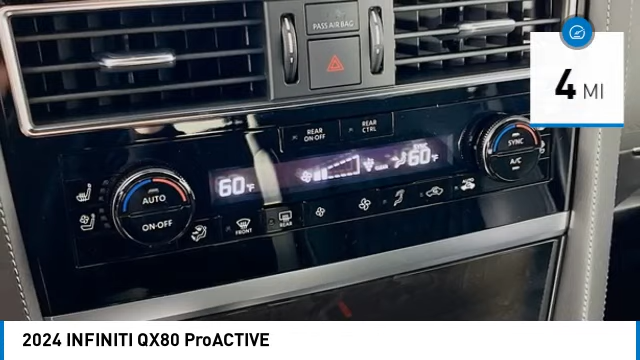 PASS AIR BAG
4 MI
REAR
ON·OFF
REAR
CTRL
SYNC
A/C
60°F
60°F
AUTO
ON·OFF
FRONT
REAR
2024 INFINITI QX80 ProACTIVE